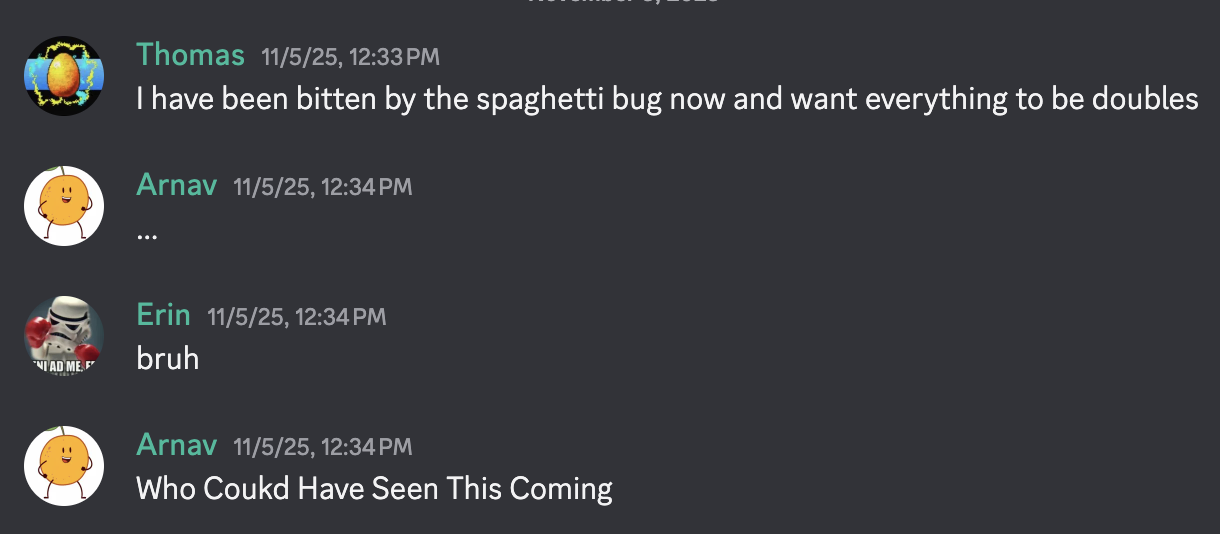 Thomas 11/5/25, 12:33 PM
I have been bitten by the spaghetti bug now and want everything to be doubles
Arnav 11/5/25, 12:34 PM
...
Erin 11/5/25, 12:34 PM
bruh
Arnav 11/5/25, 12:34 PM
Who Coukd Have Seen This Coming